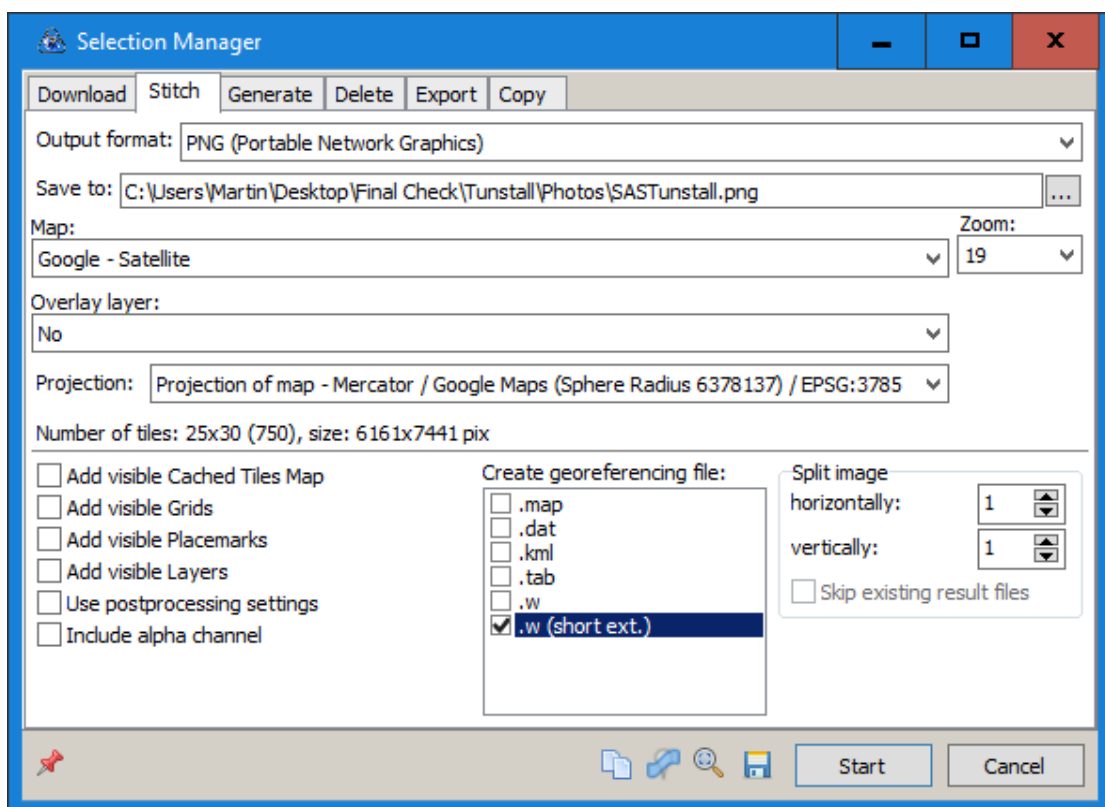 Selection Manager
Download Stitch Generate Delete Export Copy
Output format: PNG (Portable Network Graphics)
Save to: C:\Users\Martin\Desktop\Final Check\Tunstall\Photos\SASTunstall.png ...
Map: Zoom:
Google - Satellite 19
Overlay layer:
No
Projection: Projection of map - Mercator / Google Maps (Sphere Radius 6378137) / EPSG:3785
Number of tiles: 25x30 (750), size: 6161x7441 pix
Add visible Cached Tiles Map
Add visible Grids
Add visible Placemarks
Add visible Layers
Use postprocessing settings
Include alpha channel
Create georeferencing file:
.map
.dat
.kml
.tab
.w
.w (short ext.)
Split image
horizontally: 1
vertically: 1
Skip existing result files
Start Cancel